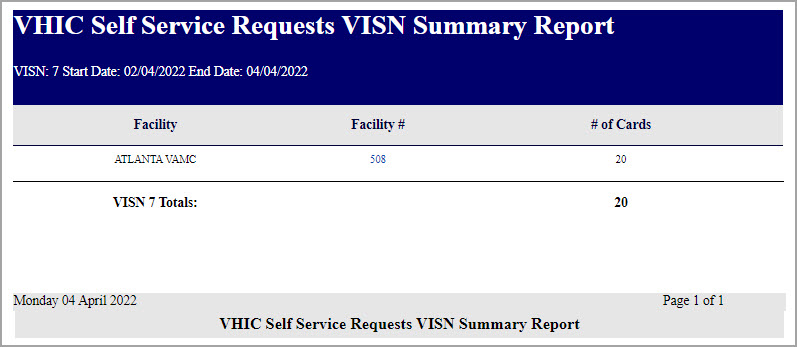 VHIC Self Service Requests VISN Summary Report
VISN: 7 Start Date: 02/04/2022 End Date: 04/04/2022
Facility Facility # # of Cards
ATLANTA VAMC 508 20
VISN 7 Totals: 20
Monday 04 April 2022 Page 1 of 1
VHIC Self Service Requests VISN Summary Report